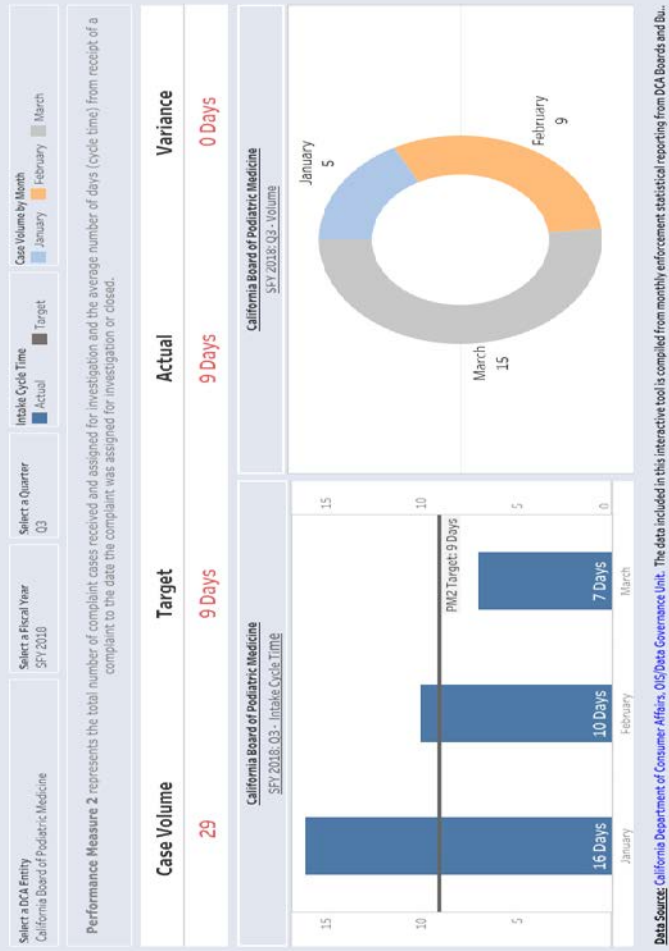 Select a DCA Entity
California Board of Podiatric Medicine
Select a Fiscal Year
SFY 2018
Select a Quarter
Q3
Intake Cycle Time
Actual
Target
Case Volume by Month
January
February
March
Performance Measure 2 represents the total number of complaint cases received and assigned for investigation and the average number of days (cycle time) from receipt of a
complaint to the date the complaint was assigned for investigation or closed.
Case Volume
Target
Actual
Variance
29
9 Days
9 Days
0 Days
California Board of Podiatric Medicine
SFY 2018: Q3 - Intake Cycle Time
15
10
5
PM2 Target: 9 Days
16 Days
10 Days
7 Days
January
February
March
15
10
5
0
California Board of Podiatric Medicine
SFY 2018: Q3 - Volume
January
5
February
9
March
15
Data Source: California Department of Consumer Affairs, OIS/Data Governance Unit. The data included in this interactive tool is compiled from monthly enforcement statistical reporting from DCA Boards and Bu..